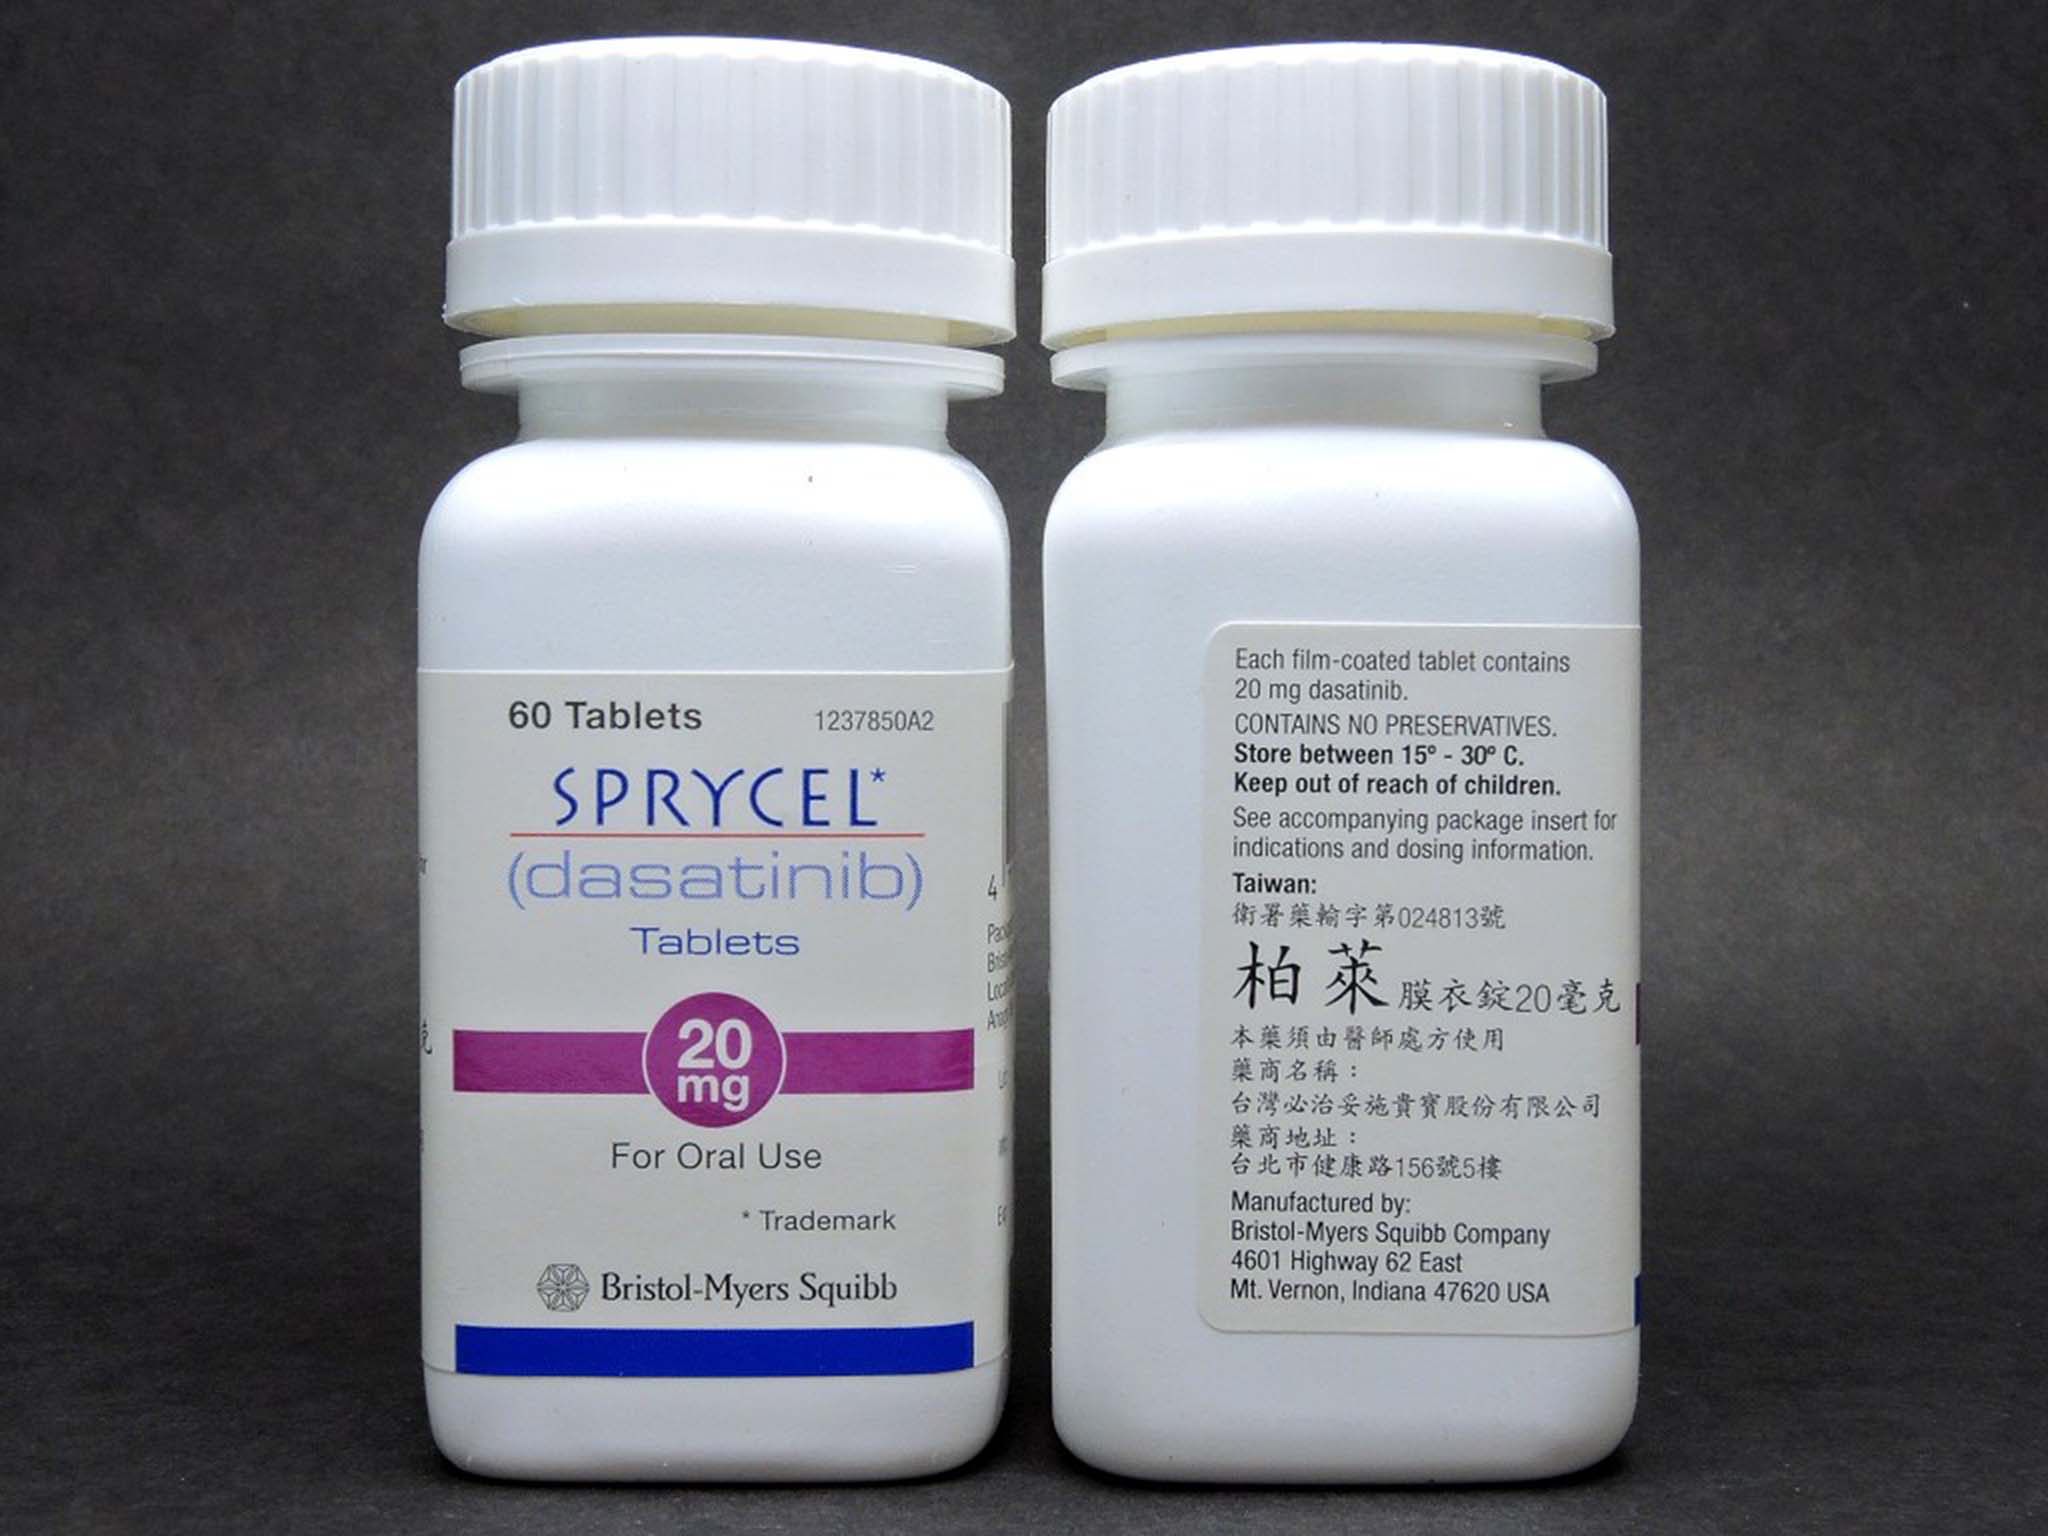 60 Tablets 1237850A2
SPRYCEL*
(dasatinib)
Tablets
20
mg
For Oral Use
* Trademark
Bristol-Myers Squibb
4
克
Each film-coated tablet contains
20 mg dasatinib.
CONTAINS NO PRESERVATIVES.
Store between 15º - 30º C.
Keep out of reach of children.
See accompanying package insert for
indications and dosing information.
Taiwan:
衛署藥輸字第024813號
柏萊膜衣錠20毫克
本藥須由醫師處方使用
藥商名稱：
台灣必治妥施貴寶股份有限公司
藥商地址：
台北市健康路156號5樓
Manufactured by:
Bristol-Myers Squibb Company
4601 Highway 62 East
Mt. Vernon, Indiana 47620 USA